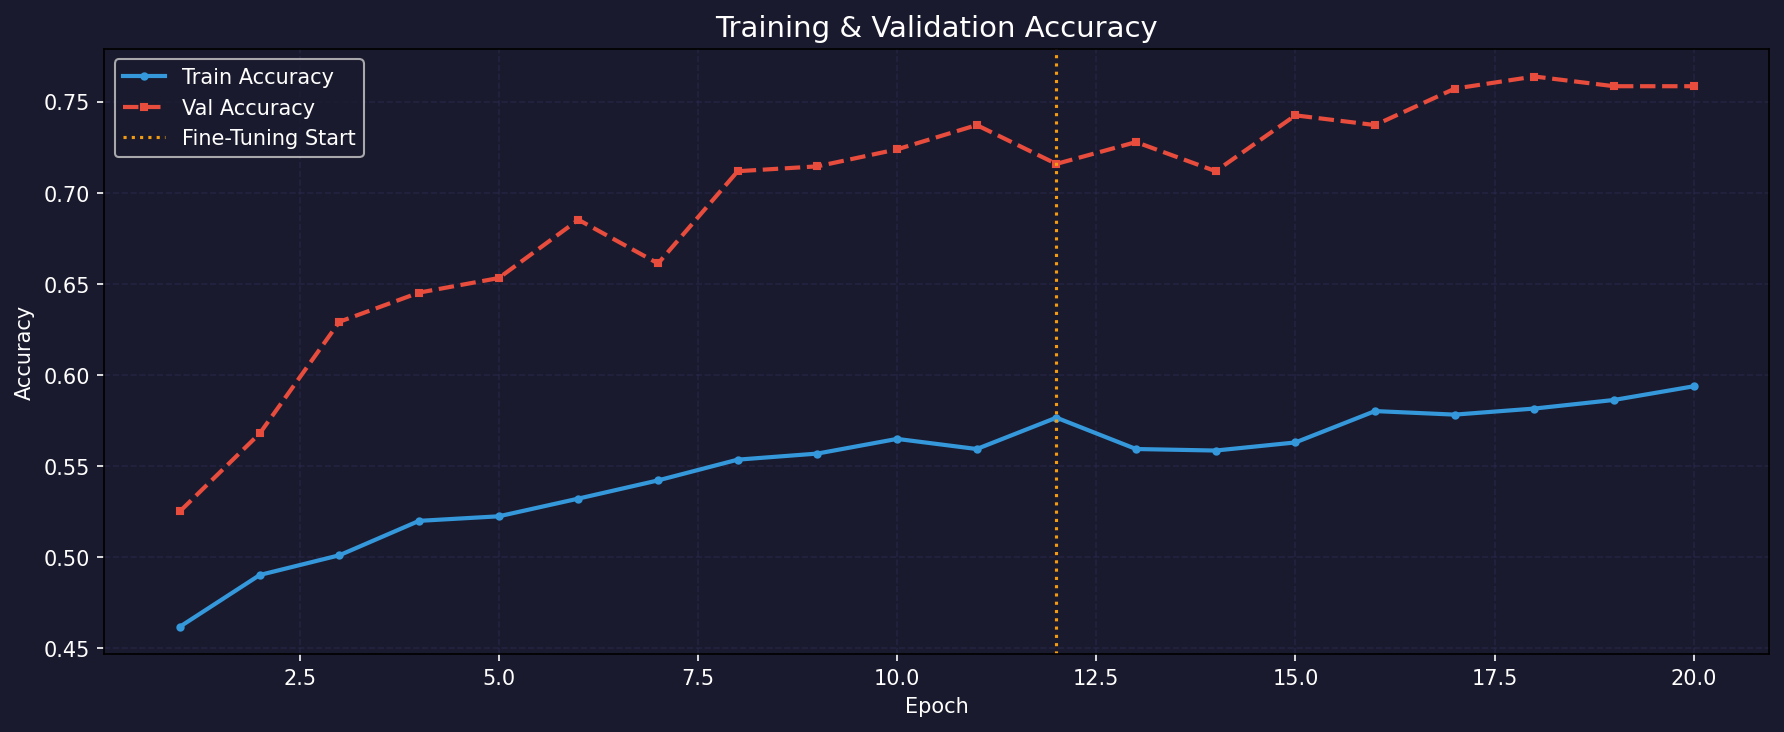 Training & Validation Accuracy
Train Accuracy
Val Accuracy
Fine-Tuning Start
Accuracy
0.75
0.70
0.65
0.60
0.55
0.50
0.45
2.5 5.0 7.5 10.0 12.5 15.0 17.5 20.0
Epoch